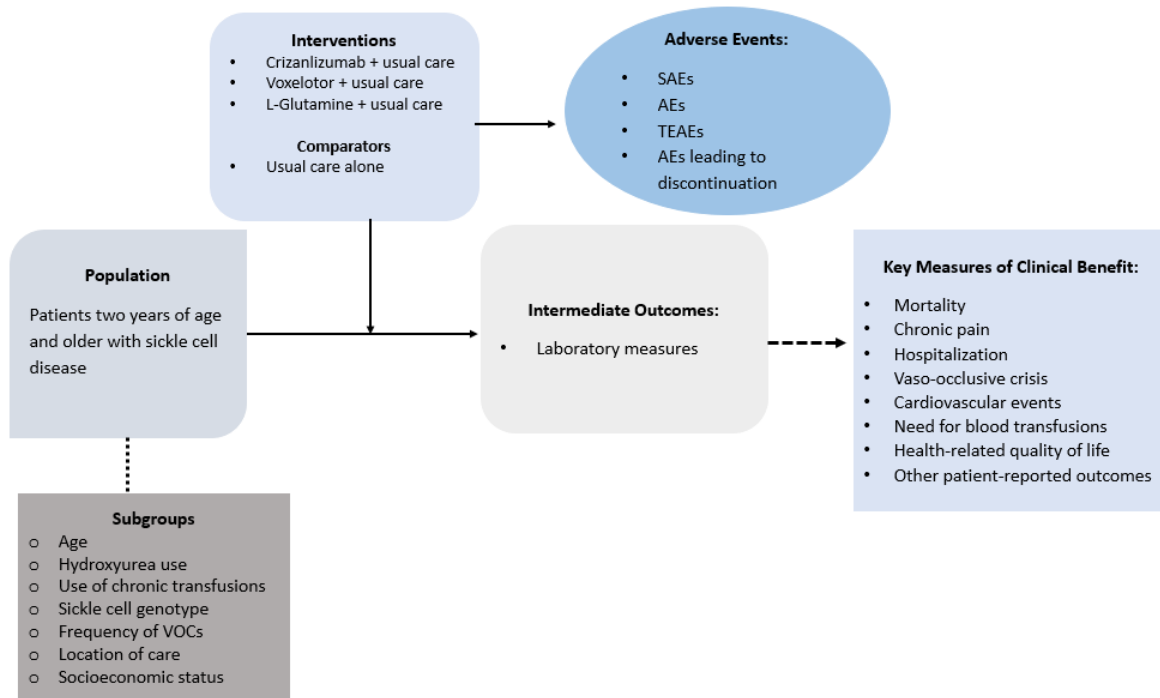 Interventions
• Crizanlizumab + usual care
• Voxelotor + usual care
• L-Glutamine + usual care
Comparators
• Usual care alone
Adverse Events:
• SAEs
• AEs
• TEAEs
• AEs leading to
discontinuation
Population
Patients two years of age
and older with sickle cell
disease
Intermediate Outcomes:
• Laboratory measures
Key Measures of Clinical Benefit:
• Mortality
• Chronic pain
• Hospitalization
• Vaso-occlusive crisis
• Cardiovascular events
• Need for blood transfusions
• Health-related quality of life
• Other patient-reported outcomes
Subgroups
o Age
o Hydroxyurea use
o Use of chronic transfusions
o Sickle cell genotype
o Frequency of VOCs
o Location of care
o Socioeconomic status